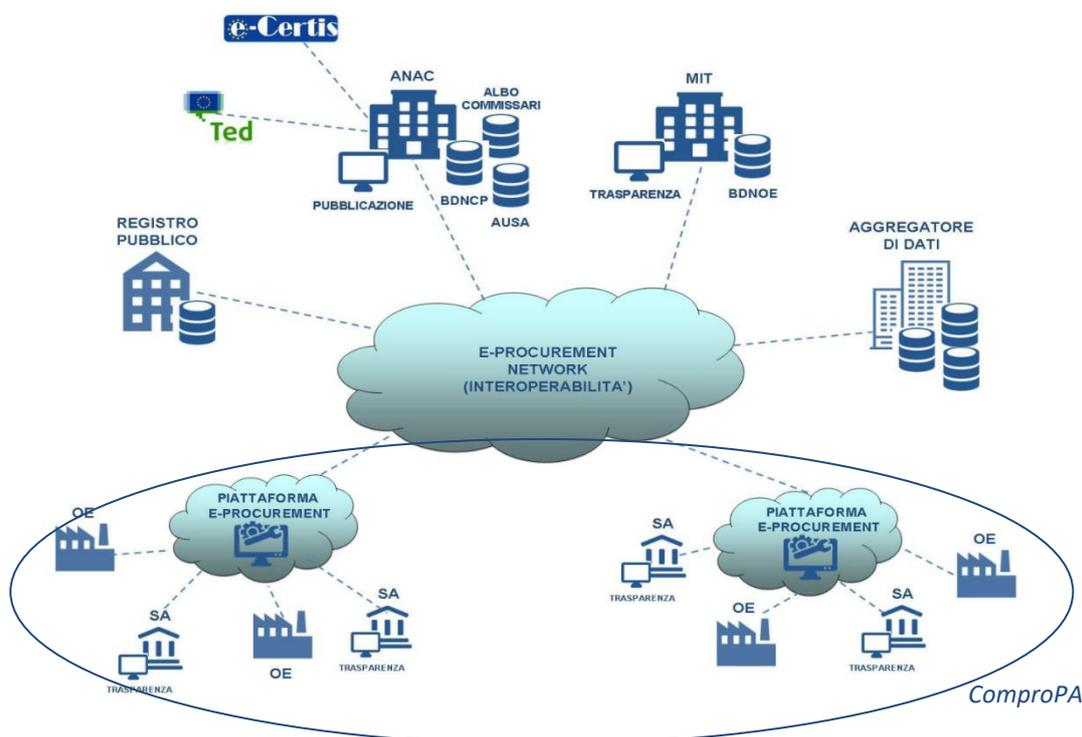 e-Certis
Ted
ANAC
ALBO
COMMISSARI
PUBBLICAZIONE
BDNCP
AUSA
MIT
TRASPARENZA
BDNOE
REGISTRO
PUBBLICO
AGGREGATORE
DI DATI
E-PROCUREMENT
NETWORK
(INTEROPERABILITA')
PIATTAFORMA
E-PROCUREMENT
OE
SA
TRASPARENZA
OE
SA
TRASPARENZA
PIATTAFORMA
E-PROCUREMENT
SA
TRASPARENZA
OE
OE
SA
TRASPARENZA
ComproPA